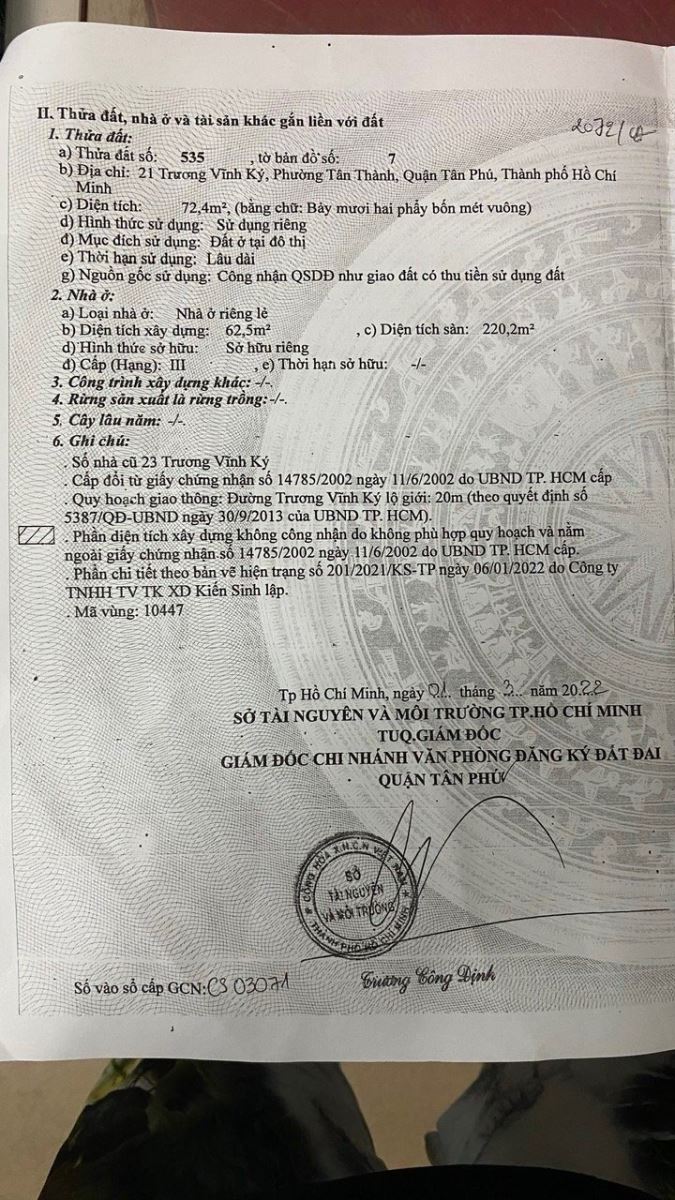 2072/
II. Thửa đất, nhà ở và tài sản khác gắn liền với đất
1. Thửa đất:
a) Thửa đất số: 535 , tờ bản đồ số: 7
b) Địa chỉ: 21 Trương Vĩnh Ký, Phường Tân Thành, Quận Tân Phú, Thành phố Hồ Chí
Minh
c) Diện tích: 72,4m², (bằng chữ: Bảy mươi hai phẩy bốn mét vuông)
d) Hình thức sử dụng: Sử dụng riêng
đ) Mục đích sử dụng: Đất ở tại đô thị
e) Thời hạn sử dụng: Lâu dài
g) Nguồn gốc sử dụng: Công nhận QSDĐ như giao đất có thu tiền sử dụng đất
2. Nhà ở:
a) Loại nhà ở: Nhà ở riêng lẻ
b) Diện tích xây dựng: 62,5m² , c) Diện tích sàn: 220,2m²
d) Hình thức sở hữu: Sở hữu riêng
đ) Cấp (Hạng): III , e) Thời hạn sở hữu: -/-
3. Công trình xây dựng khác: -/-.
4. Rừng sản xuất là rừng trồng: -/-.
5. Cây lâu năm: -/-.
6. Ghi chú:
. Số nhà cũ 23 Trương Vĩnh Ký
. Cấp đổi từ giấy chứng nhận số 14785/2002 ngày 11/6/2002 do UBND TP. HCM cấp
. Quy hoạch giao thông: Đường Trương Vĩnh Ký lộ giới: 20m (theo quyết định số
5387/QĐ-UBND ngày 30/9/2013 của UBND TP. HCM).
. Phần diện tích xây dựng không công nhận do không phù hợp quy hoạch và nằm
ngoài giấy chứng nhận số 14785/2002 ngày 11/6/2002 do UBND TP. HCM cấp.
. Phần chi tiết theo bản vẽ hiện trạng số 201/2021/KS-TP ngày 06/01/2022 do Công ty
TNHH TV TK XD Kiến Sinh lập.
. Mã vùng: 10447
Tp Hồ Chí Minh, ngày 01 tháng 3 năm 2022
SỞ TÀI NGUYÊN VÀ MÔI TRƯỜNG TP.HỒ CHÍ MINH
TUQ.GIÁM ĐỐC
GIÁM ĐỐC CHI NHÁNH VĂN PHÒNG ĐĂNG KÝ ĐẤT ĐAI
QUẬN TÂN PHÚ
CỘNG HÒA X.H.C.N VIỆT NAM
SỞ
TÀI NGUYÊN
VÀ MÔI TRƯỜNG
THÀNH PHỐ HỒ CHÍ MINH
Trương Công Định
Số vào sổ cấp GCN: CS 03071